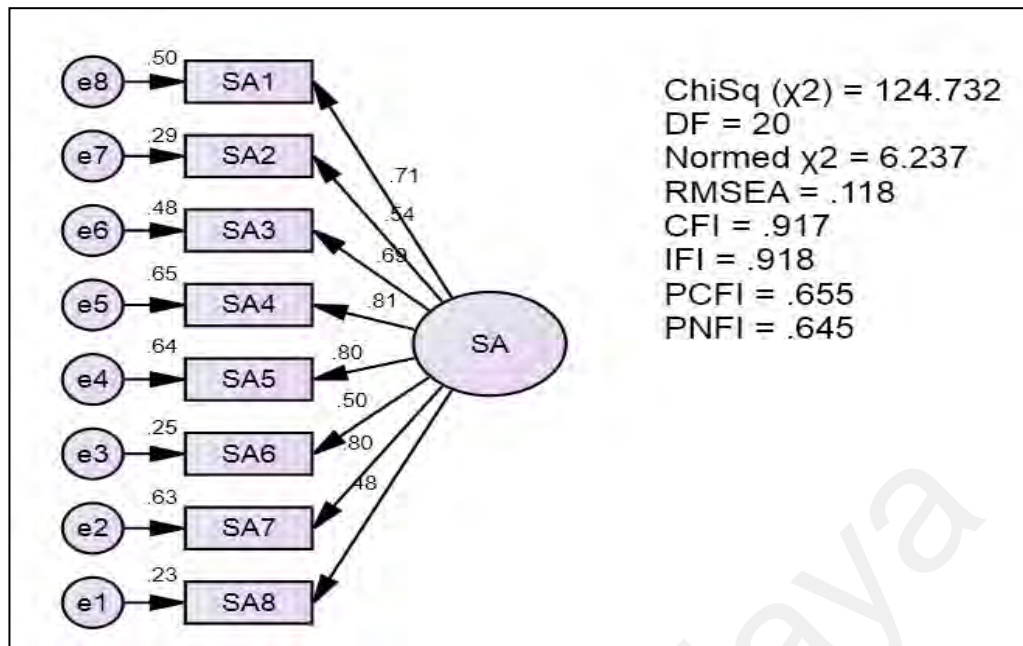 .50
e8 SA1
.29
e7 SA2
.48
e6 SA3
.65
e5 SA4
.64
e4 SA5
.25
e3 SA6
.63
e2 SA7
.23
e1 SA8
.71
.54
.69
.81
.80
.50
.80
.48
SA
ChiSq (χ2) = 124.732
DF = 20
Normed χ2 = 6.237
RMSEA = .118
CFI = .917
IFI = .918
PCFI = .655
PNFI = .645